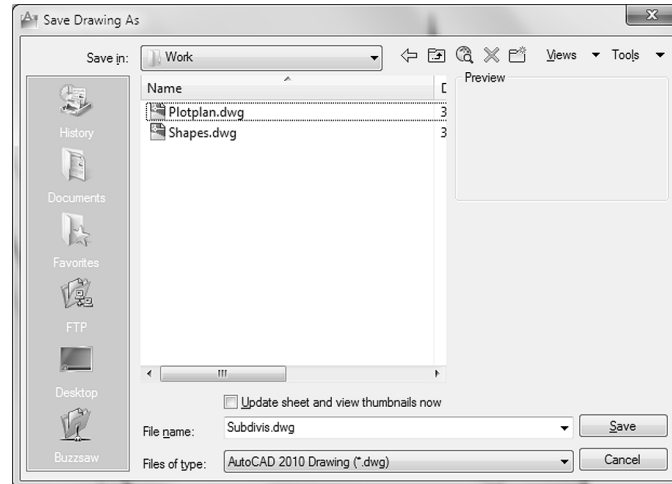 Save Drawing As
Save in: Work Views Tools
Name D Preview
Plotplan.dwg 3
Shapes.dwg 3
History
Documents
Favorites
FTP
Desktop
Buzzsaw
Update sheet and view thumbnails now
File name: Subdivis.dwg Save
Files of type: AutoCAD 2010 Drawing (*.dwg) Cancel